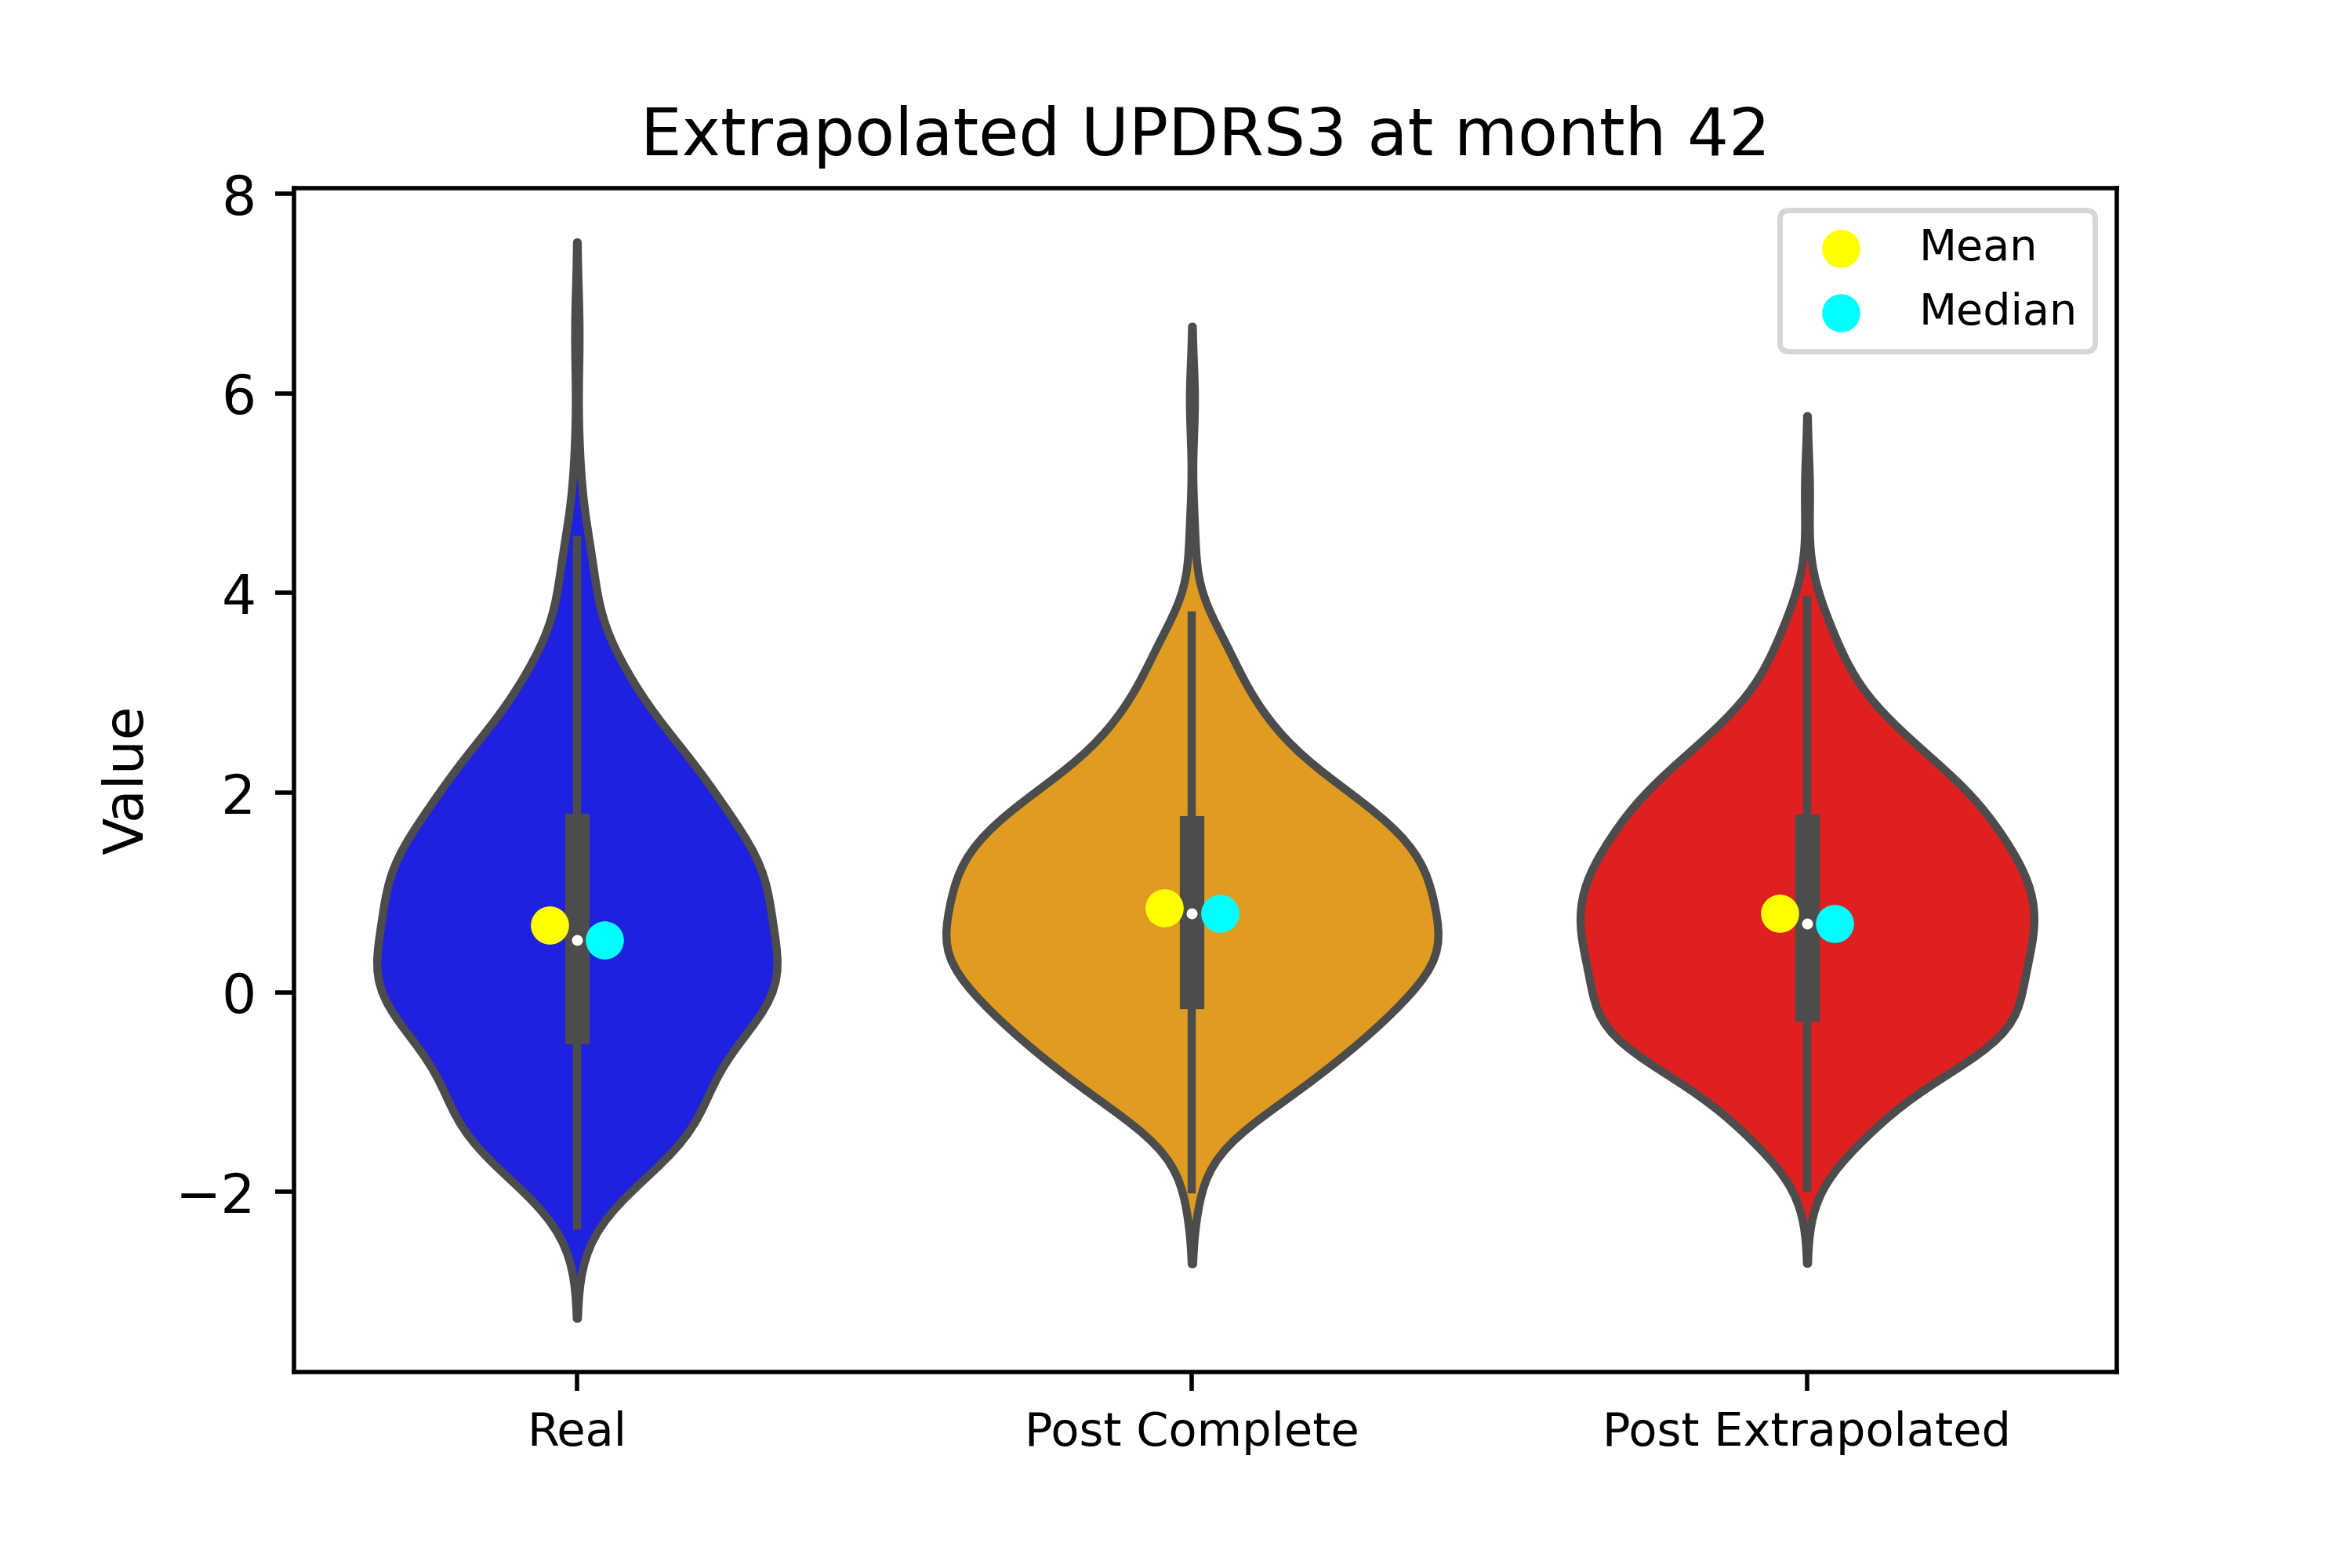 Extrapolated UPDRS3 at month 42
8
6
4
2
0
−2
Value
Mean
Median
Real
Post Complete
Post Extrapolated